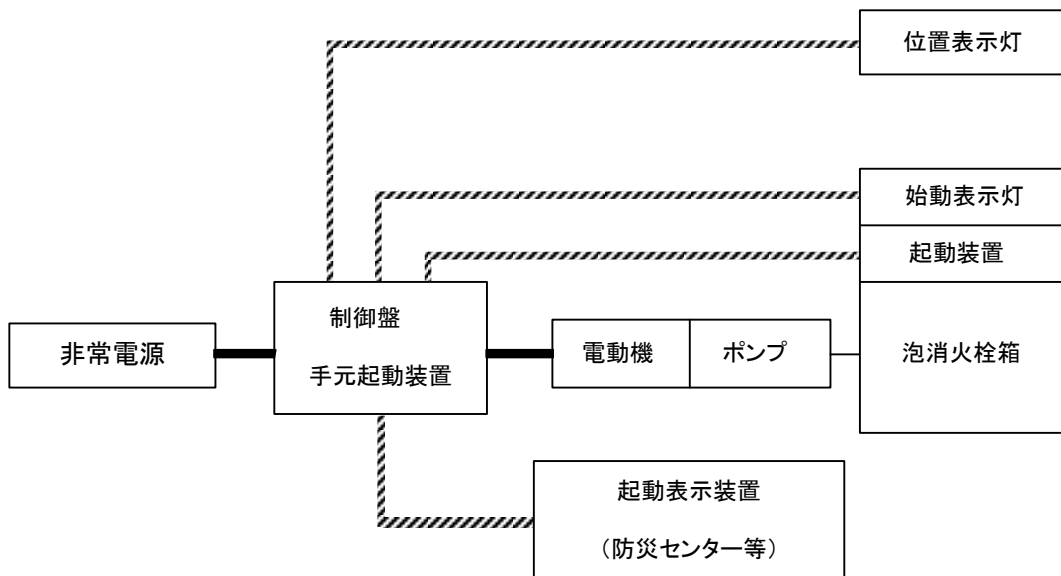 位置表示灯
始動表示灯
起動装置
制御盤
手元起動装置
非常電源
電動機
ポンプ
泡消火栓箱
起動表示装置
（防災センター等）